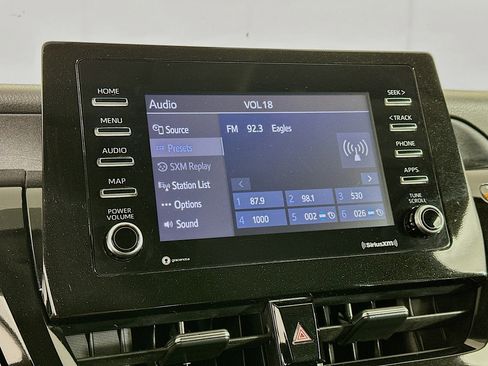 HOME
MENU
AUDIO
MAP
POWER
VOLUME
Audio VOL18
Source
Presets
SXM Replay
Station List
Options
Sound
FM 92.3 Eagles
1 87.9 2 98.1 3 530
4 1000 5 002 6 026
SEEK >
< TRACK
PHONE
APPS
TUNE
SCROLL
gracenote
SiriusXM